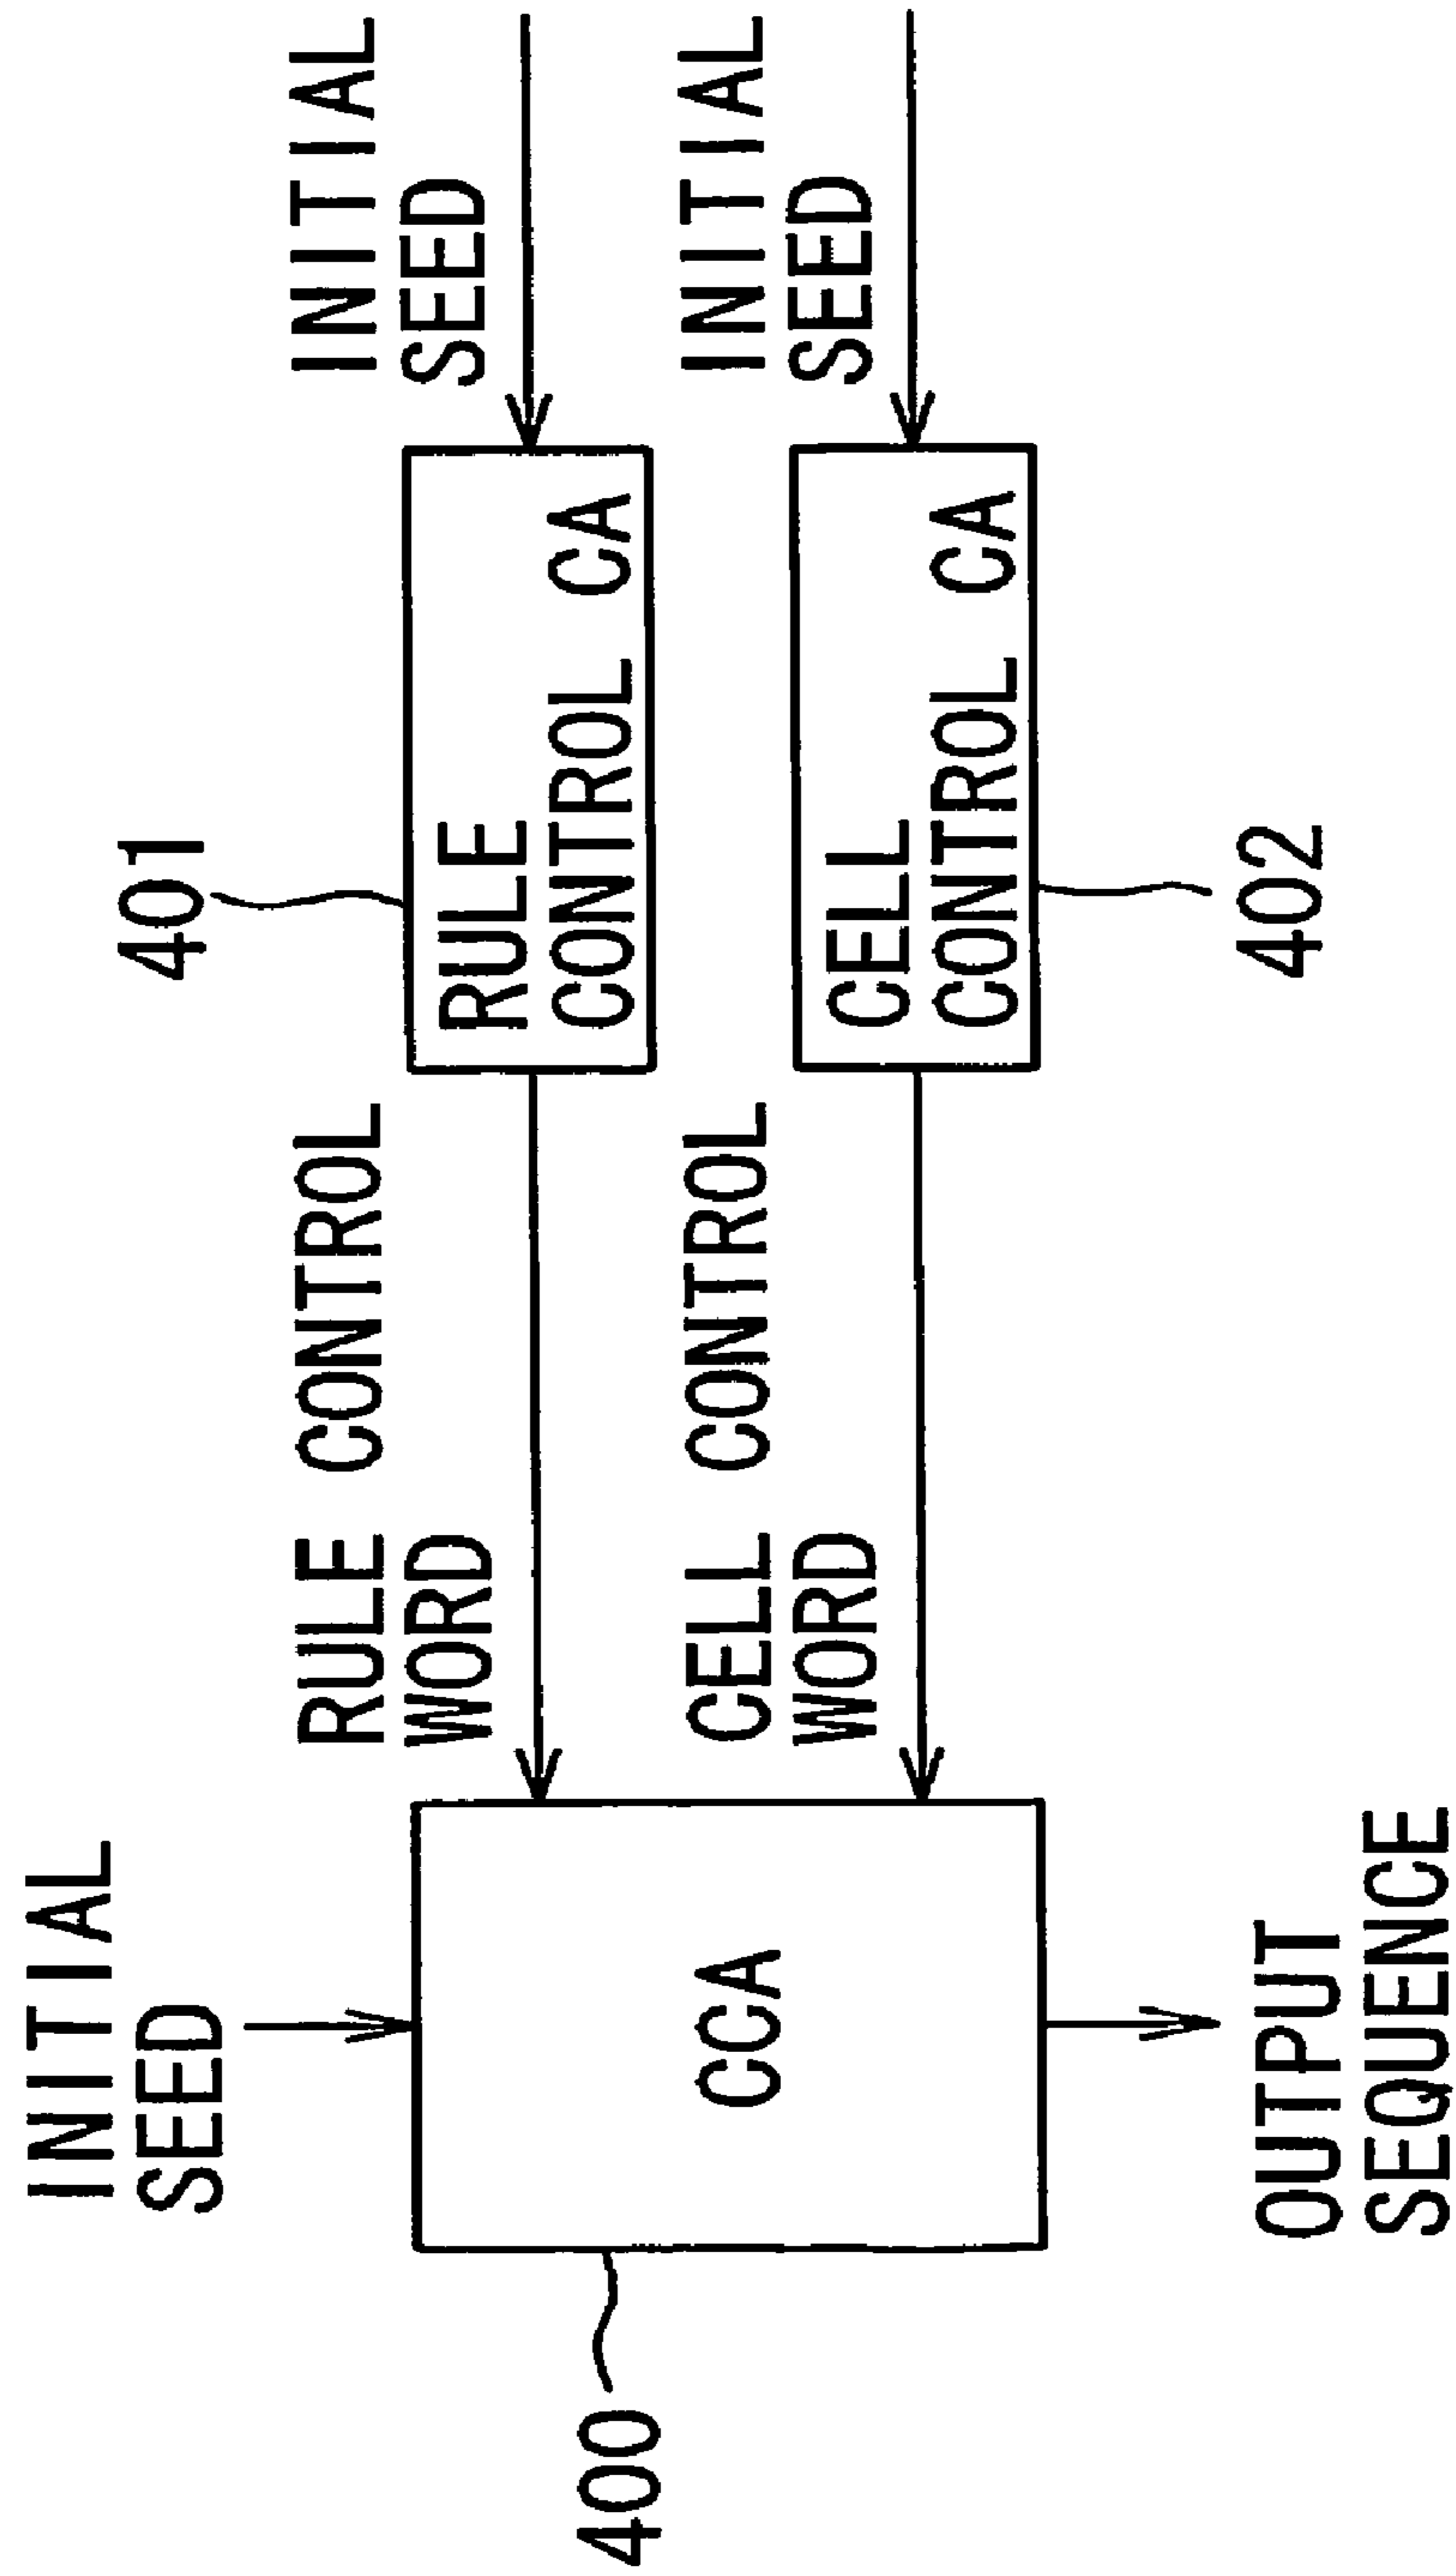 INITIAL
SEED
400
CCA
OUTPUT
SEQUENCE
RULE CONTROL
WORD
CELL CONTROL
WORD
401
RULE
CONTROL CA
CELL
CONTROL CA
402
INITIAL
SEED
INITIAL
SEED